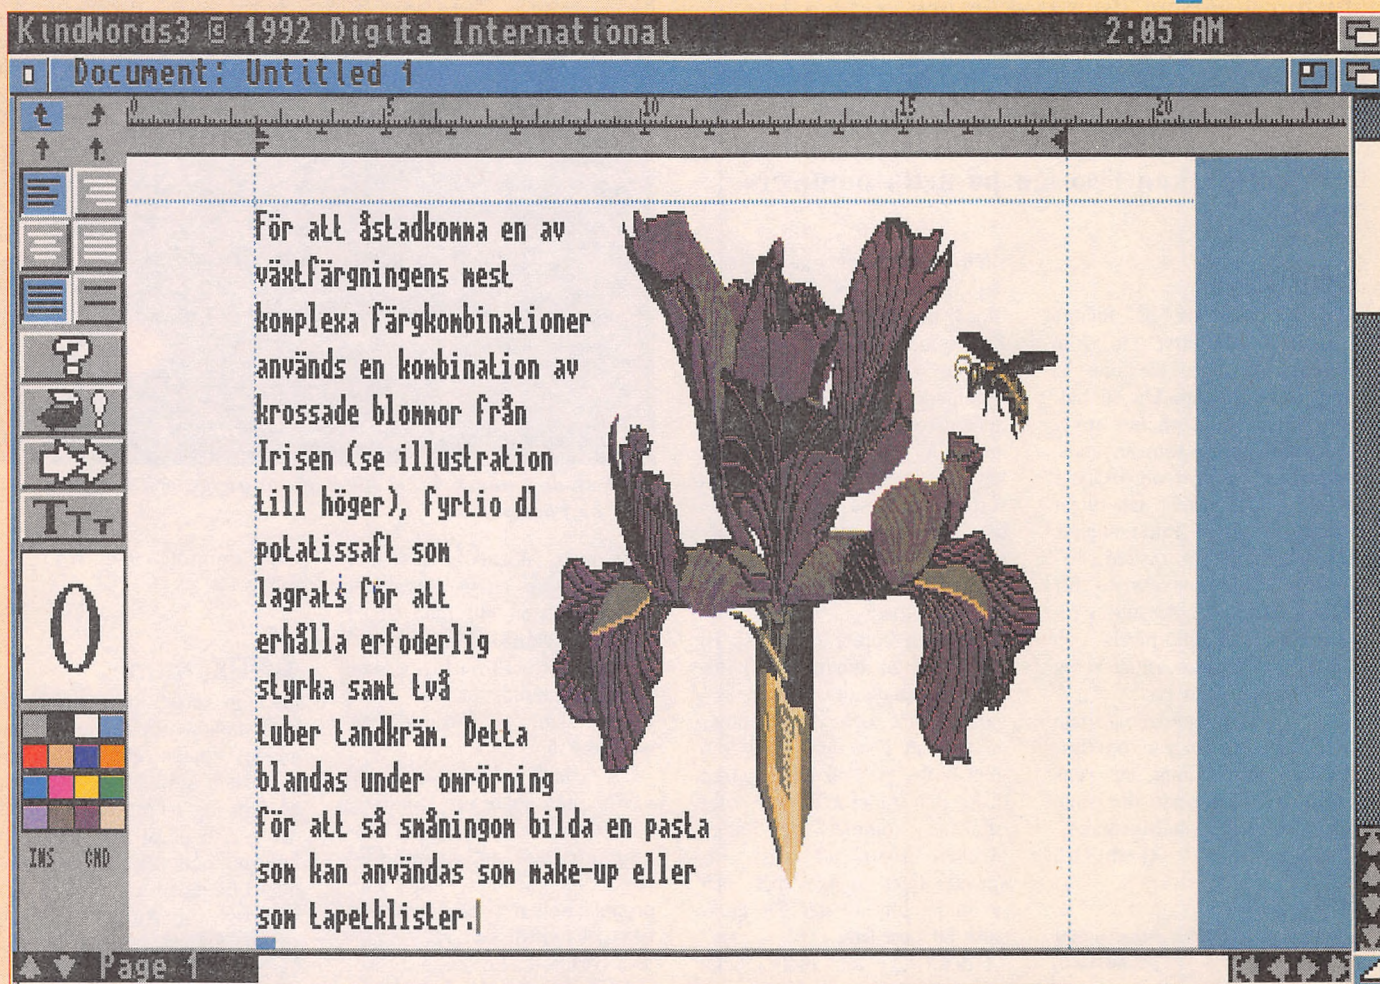 KindWords3 © 1992 Digita International 2:05 AM
Document: Untitled 1
0 5 10 15 20
För att åstadkomma en av
växtfärgningens mest
komplexa färgkombinationer
används en kombination av
krossade blommor från
Irisen (se illustration
till höger), fyrtio dl
potatissaft som
lagrats för att
erhålla erfoderlig
styrka samt två
tuber tandkräm. Detta
blandas under omrörning
för att så småningom bilda en pasta
som kan användas som make-up eller
som tapetklister.
TTT
0
INS CMD
Page 1